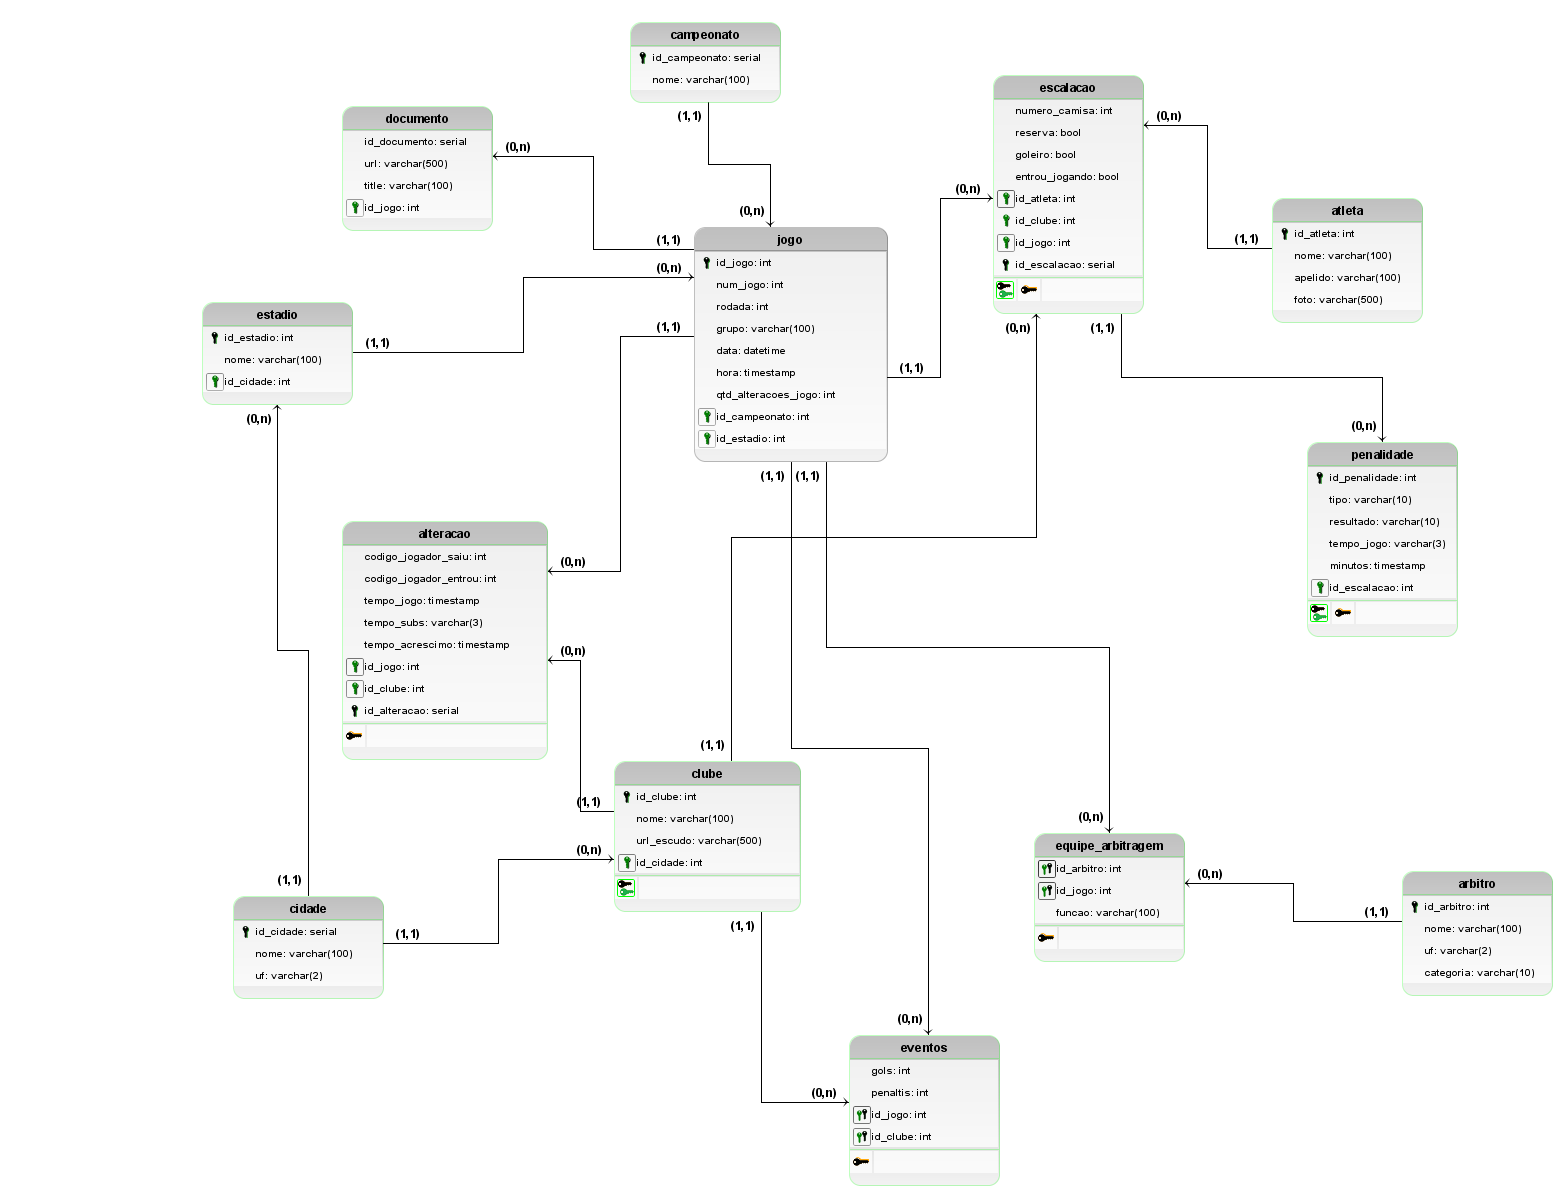 campeonato
id_campeonato: serial
nome: varchar(100)
(1,1)
(0,n)
documento
id_documento: serial
url: varchar(500)
title: varchar(100)
id_jogo: int
(0,n)
(1,1)
escalacao
numero_camisa: int
reserva: bool
goleiro: bool
entrou_jogando: bool
id_atleta: int
id_clube: int
id_jogo: int
id_escalacao: serial
(0,n)
(0,n)
(0,n)
(1,1)
atleta
id_atleta: int
nome: varchar(100)
apelido: varchar(100)
foto: varchar(500)
(1,1)
jogo
id_jogo: int
num_jogo: int
rodada: int
grupo: varchar(100)
data: datetime
hora: timestamp
qtd_alteracoes_jogo: int
id_campeonato: int
id_estadio: int
(0,n)
(1,1)
(1,1)
(1,1)
(1,1)
estadio
id_estadio: int
nome: varchar(100)
id_cidade: int
(1,1)
(0,n)
penalidade
id_penalidade: int
tipo: varchar(10)
resultado: varchar(10)
tempo_jogo: varchar(3)
minutos: timestamp
id_escalacao: int
(0,n)
alteracao
codigo_jogador_saiu: int
codigo_jogador_entrou: int
tempo_jogo: timestamp
tempo_subs: varchar(3)
tempo_acrescimo: timestamp
id_jogo: int
id_clube: int
id_alteracao: serial
(0,n)
(0,n)
clube
id_clube: int
nome: varchar(100)
url_escudo: varchar(500)
id_cidade: int
(1,1)
(1,1)
(0,n)
(1,1)
equipe_arbitragem
id_arbitro: int
id_jogo: int
funcao: varchar(100)
(0,n)
(0,n)
arbitro
id_arbitro: int
nome: varchar(100)
uf: varchar(2)
categoria: varchar(10)
(1,1)
cidade
id_cidade: serial
nome: varchar(100)
uf: varchar(2)
(1,1)
(1,1)
eventos
gols: int
penaltis: int
id_jogo: int
id_clube: int
(0,n)
(0,n)